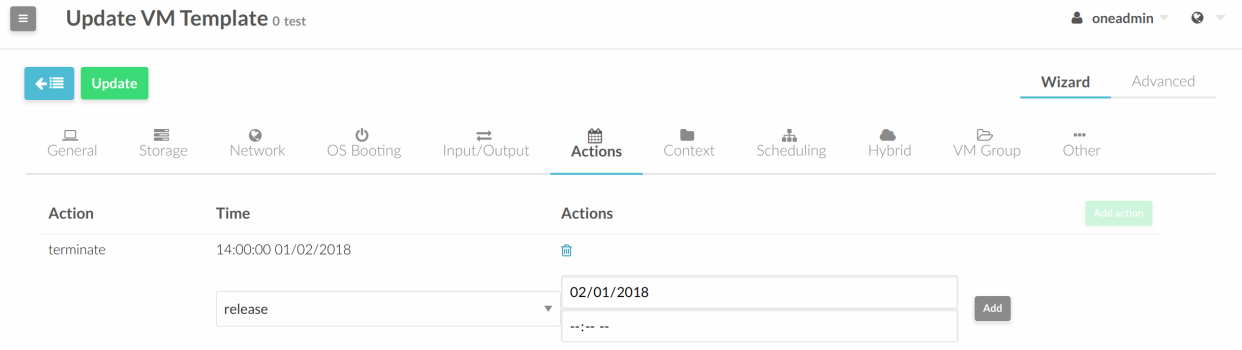 Update VM Template 0 test
oneadmin
Update
Wizard Advanced
General Storage Network OS Booting Input/Output Actions Context Scheduling Hybrid VM Group Other
Action Time Actions Add action
terminate 14:00:00 01/02/2018
02/01/2018
release Add
--:-- --